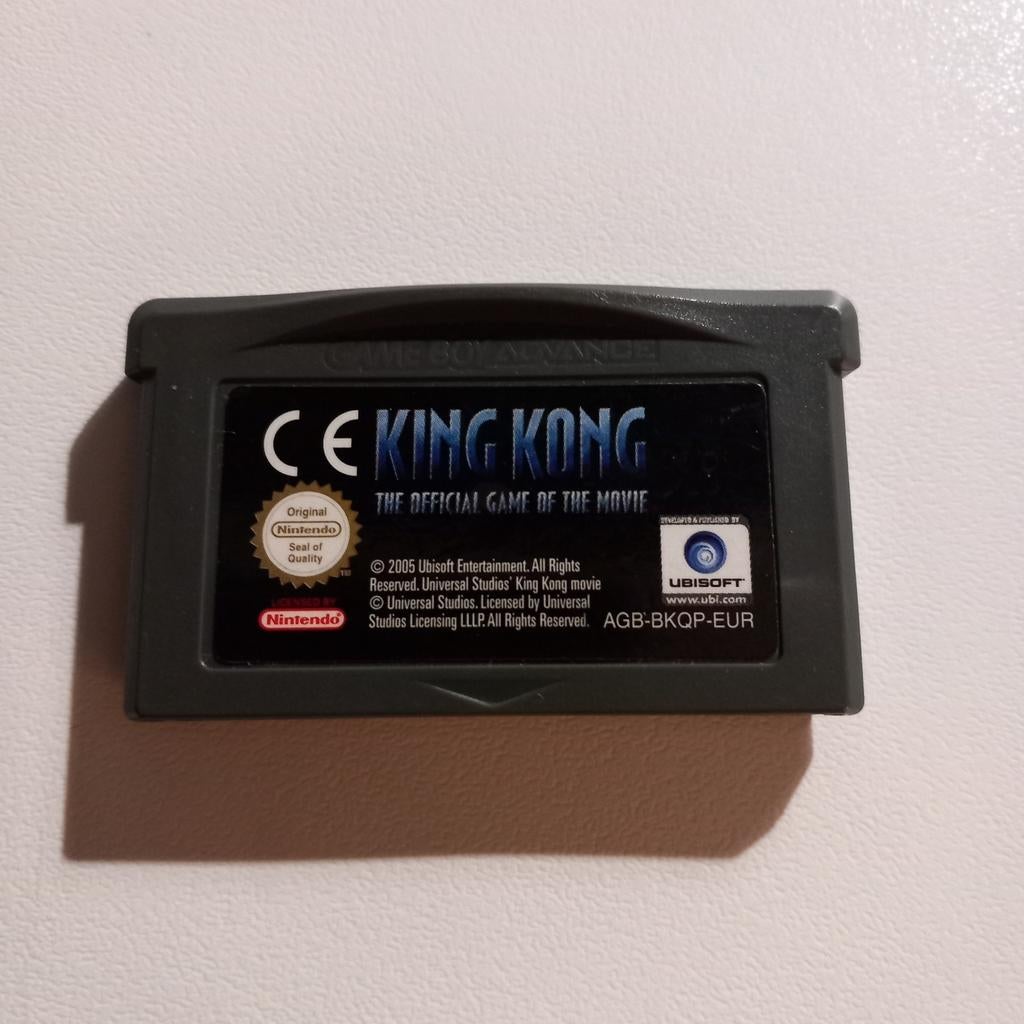 GAME BOY ADVANCE
CE KING KONG
THE OFFICIAL GAME OF THE MOVIE
Original
Nintendo
Seal of
Quality
TM
LICENSED BY
Nintendo®
© 2005 Ubisoft Entertainment. All Rights
Reserved. Universal Studios' King Kong movie
© Universal Studios. Licensed by Universal
Studios Licensing LLLP. All Rights Reserved.
DEVELOPED & PUBLISHED BY
UBISOFT
www.ubi.com
AGB-BKQP-EUR